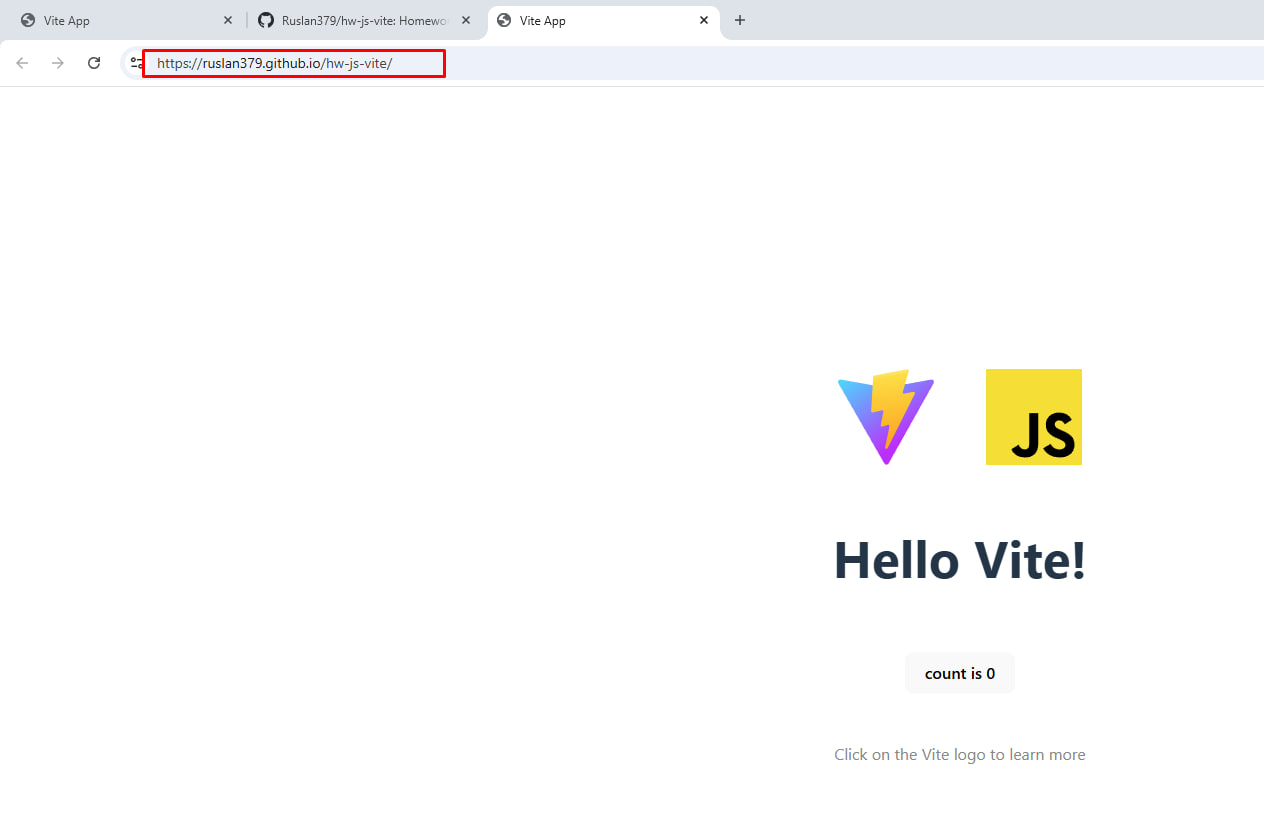 Vite App
Ruslan379/hw-js-vite: Homewo
Vite App
https://ruslan379.github.io/hw-js-vite/
JS
Hello Vite!
count is 0
Click on the Vite logo to learn more